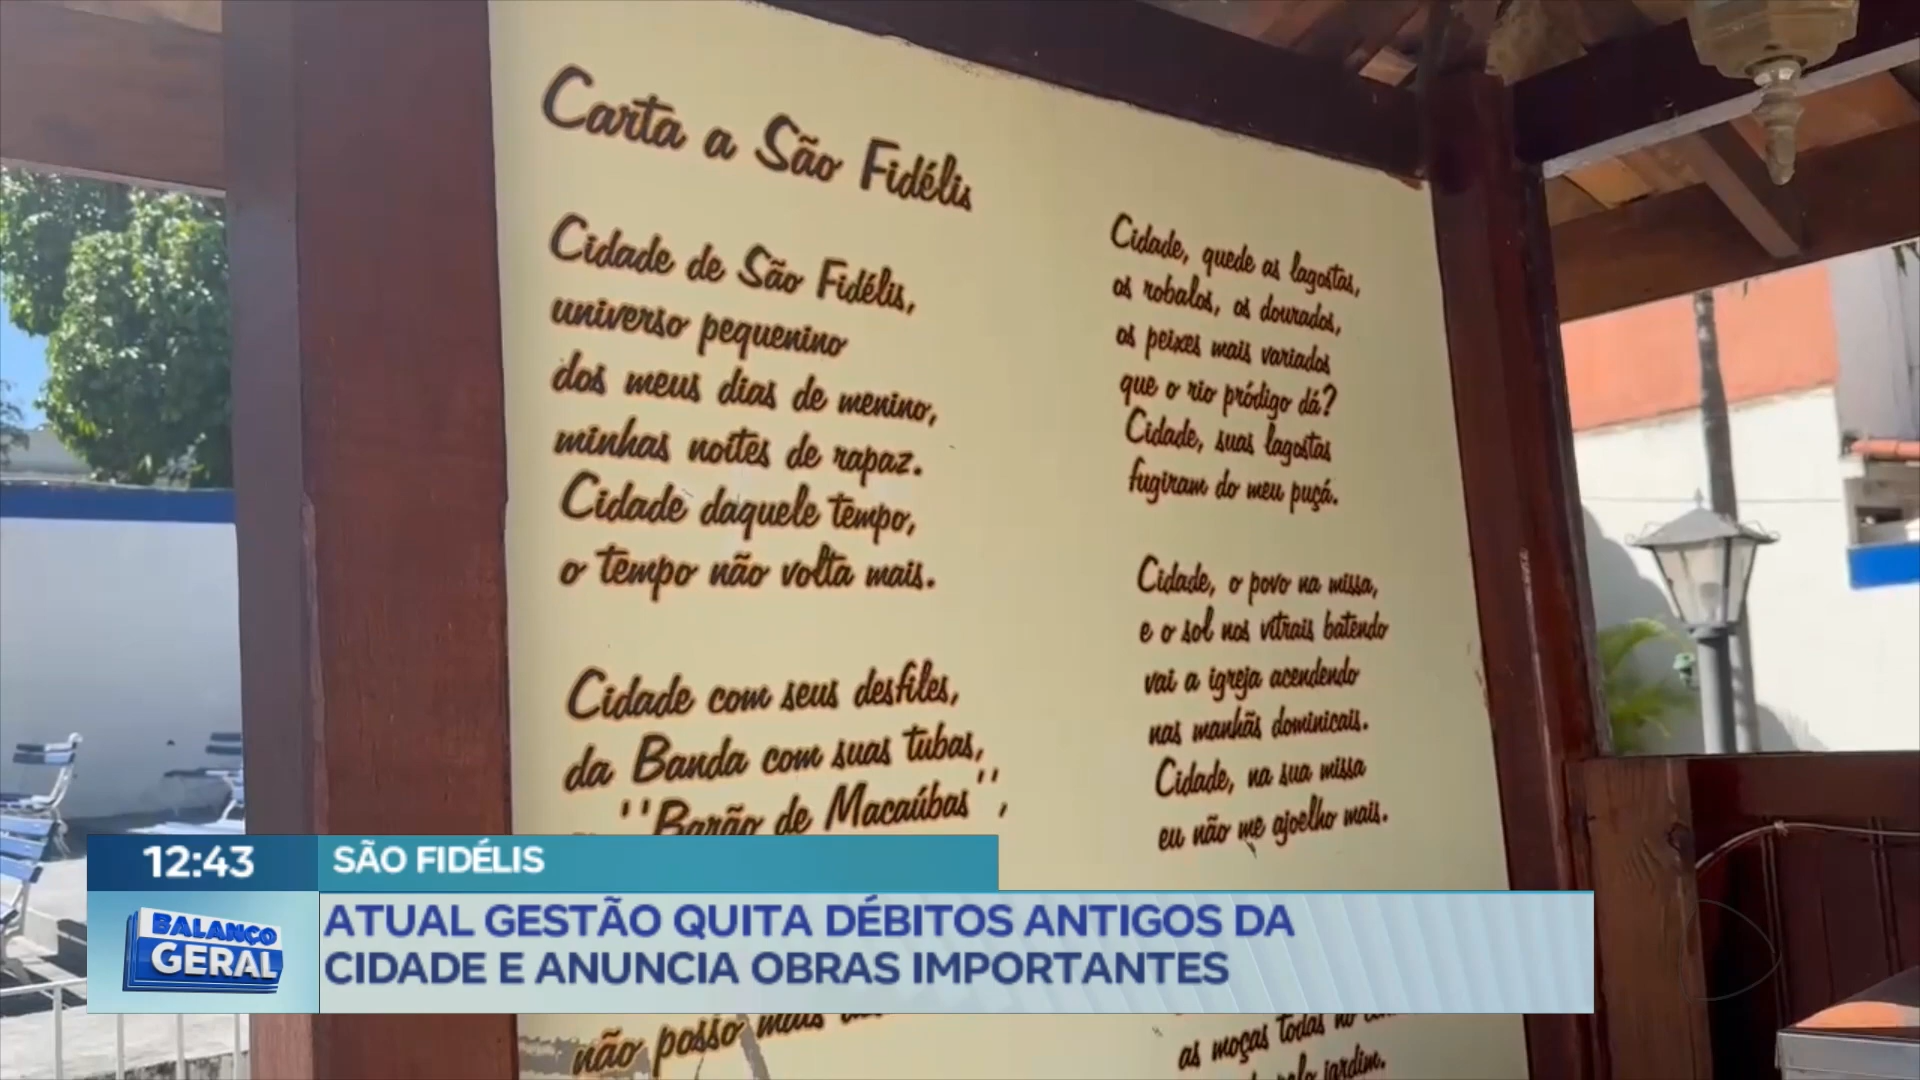 Carta a São Fidélis
Cidade de São Fidélis,
universo pequenino
dos meus dias de menino,
minhas noites de rapaz.
Cidade daquele tempo,
o tempo não volta mais.
Cidade com seus desfiles,
da Banda com suas tubas,
''Barão de Macaúbas'',
não posso mais
Cidade, quede as lagostas,
os robalos, os dourados,
os peixes mais variados
que o rio pródigo dá?
Cidade, suas lagostas
fugiram do meu puçá.
Cidade, o povo na missa,
e o sol nos vitrais batendo
vai a igreja acendendo
nas manhãs dominicais.
Cidade, na sua missa
eu não me ajoelho mais.
as moças todas no
pelo jardim.
12:43
SÃO FIDÉLIS
BALANÇO
GERAL
ATUAL GESTÃO QUITA DÉBITOS ANTIGOS DA
CIDADE E ANUNCIA OBRAS IMPORTANTES